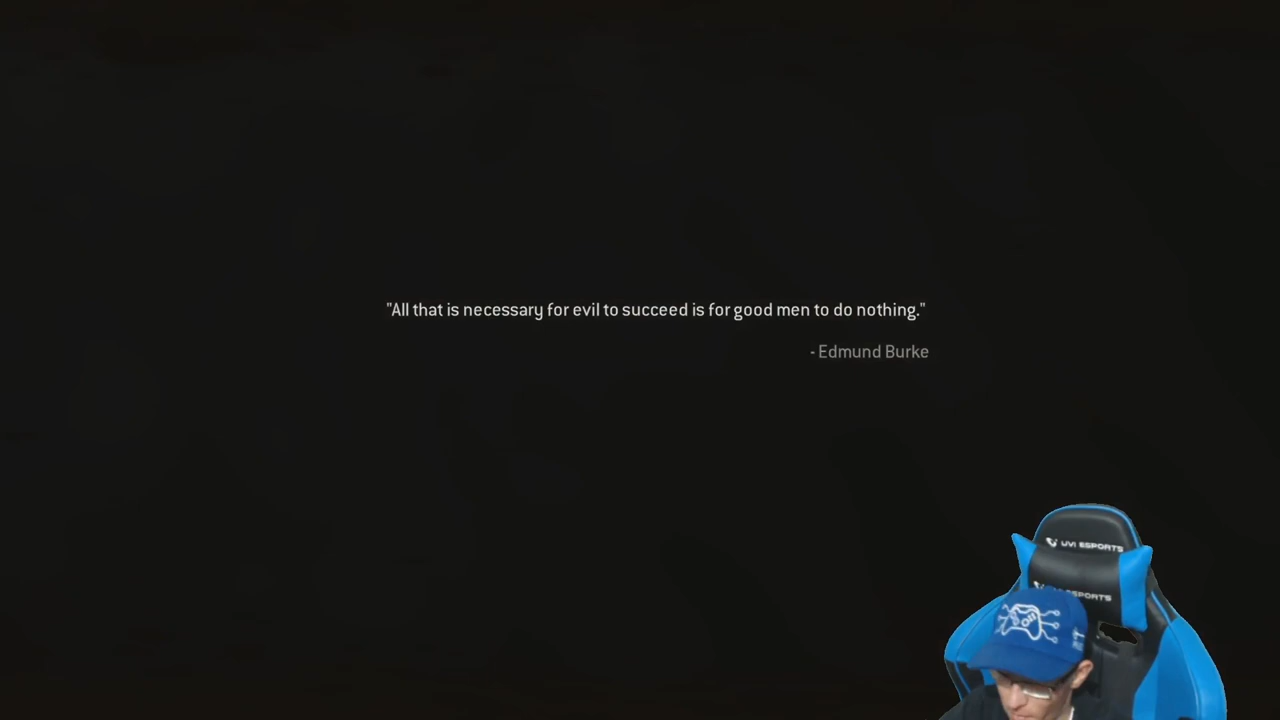 "All that is necessary for evil to succeed is for good men to do nothing."
- Edmund Burke
UVI ESPORTS
ESPORTS